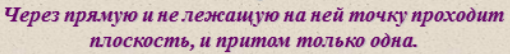 Через прямую и не лежащую на ней точку проходит
плоскость, и притом только одна.